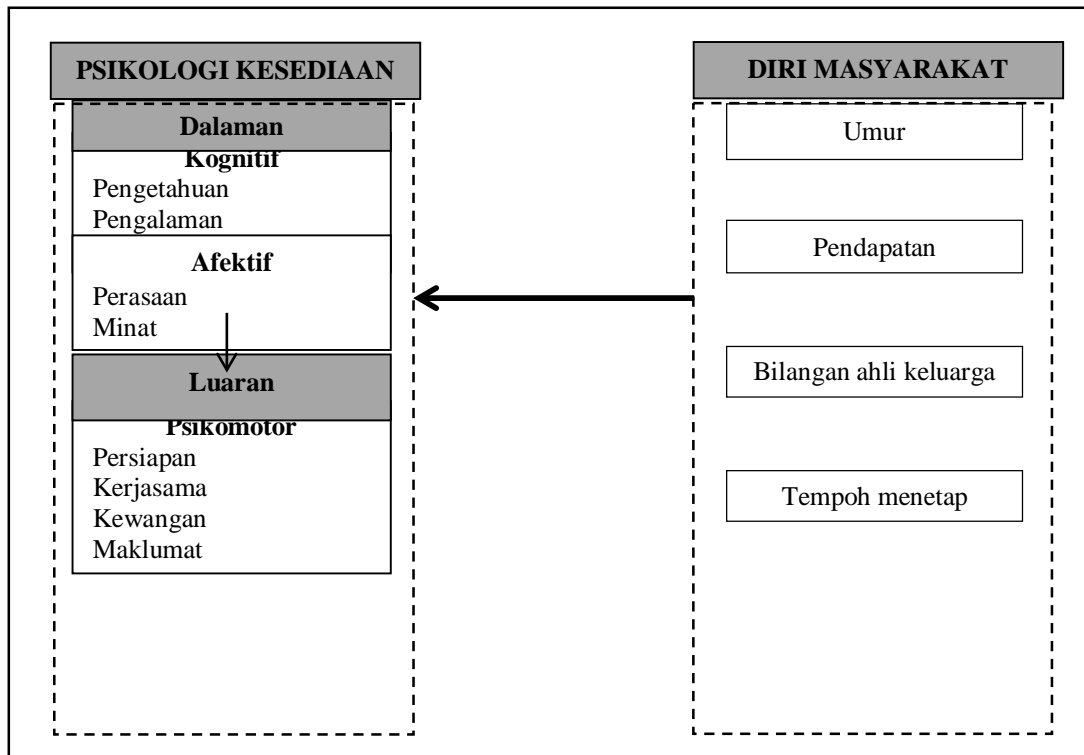 PSIKOLOGI KESEDIAAN
Dalaman
Kognitif
Pengetahuan
Pengalaman
Afektif
Perasaan
Minat
Luaran
Psikomotor
Persiapan
Kerjasama
Kewangan
Maklumat
DIRI MASYARAKAT
Umur
Pendapatan
Bilangan ahli keluarga
Tempoh menetap